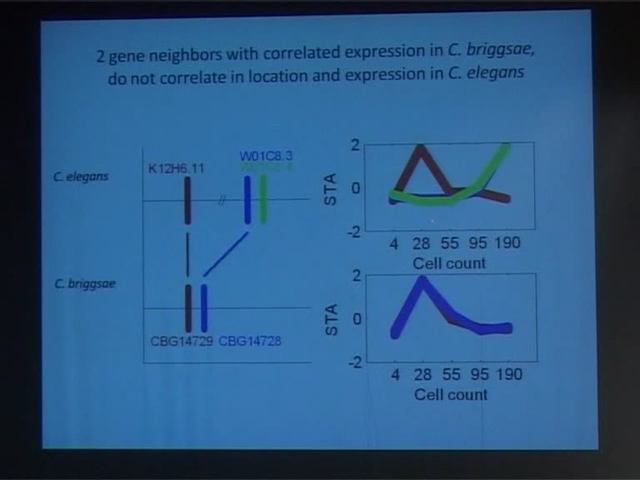 2 gene neighbors with correlated expression in C. briggsae,
do not correlate in location and expression in C. elegans
C. elegans
K12H6.11
W01C8.3
//
C. briggsae
CBG14729 CBG14728
STA
2
0
-2
4 28 55 95 190
Cell count
STA
2
0
-2
4 28 55 95 190
Cell count